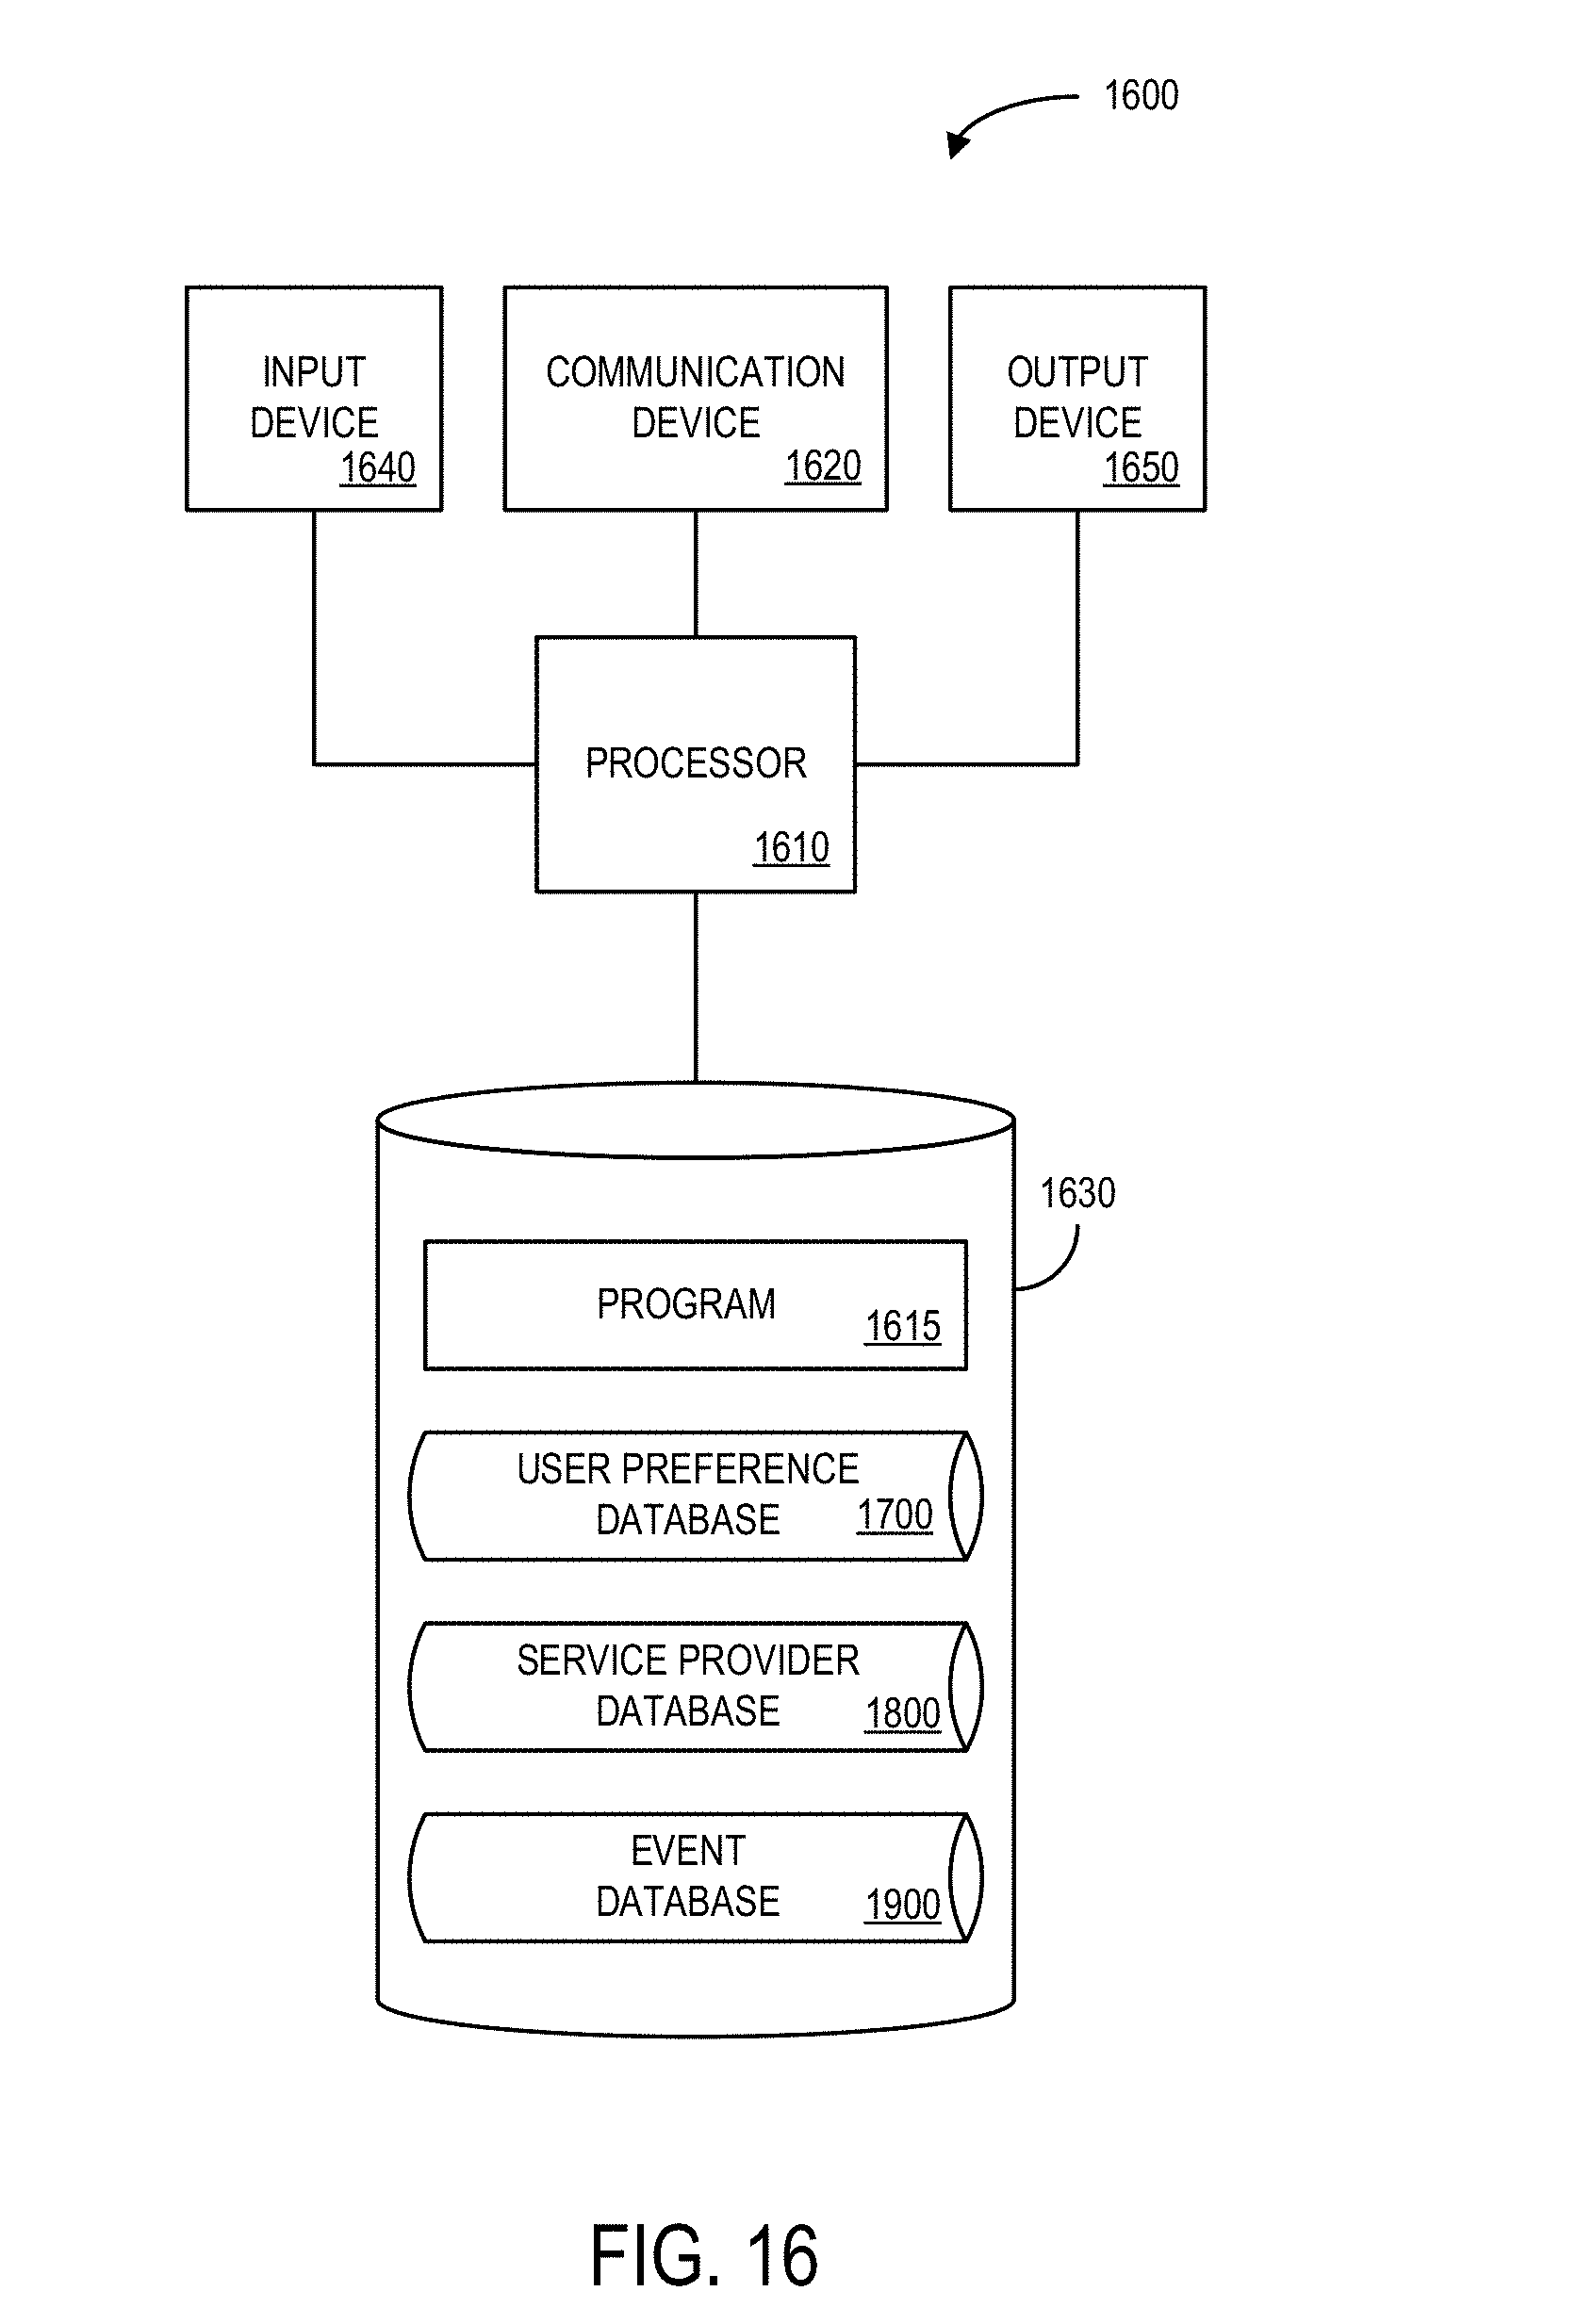 1600
INPUT
DEVICE
1640
COMMUNICATION
DEVICE
1620
OUTPUT
DEVICE
1650
PROCESSOR
1610
1630
PROGRAM
1615
USER PREFERENCE
DATABASE
1700
SERVICE PROVIDER
DATABASE
1800
EVENT
DATABASE
1900
FIG. 16